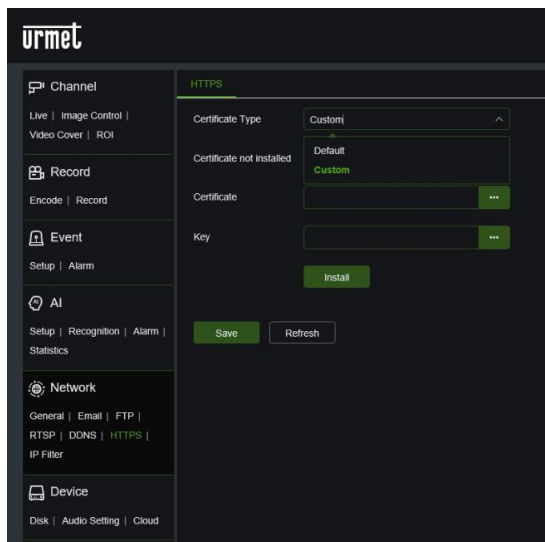 urmet
Channel
Live | Image Control |
Video Cover | ROI
Record
Encode | Record
Event
Setup | Alarm
AI
Setup | Recognition | Alarm |
Statistics
Network
General | Email | FTP |
RTSP | DDNS | HTTPS |
IP Filter
Device
Disk | Audio Setting | Cloud
HTTPS
Certificate Type
Custom
Default
Custom
Certificate not installed
Certificate
...
Key
...
Install
Save
Refresh